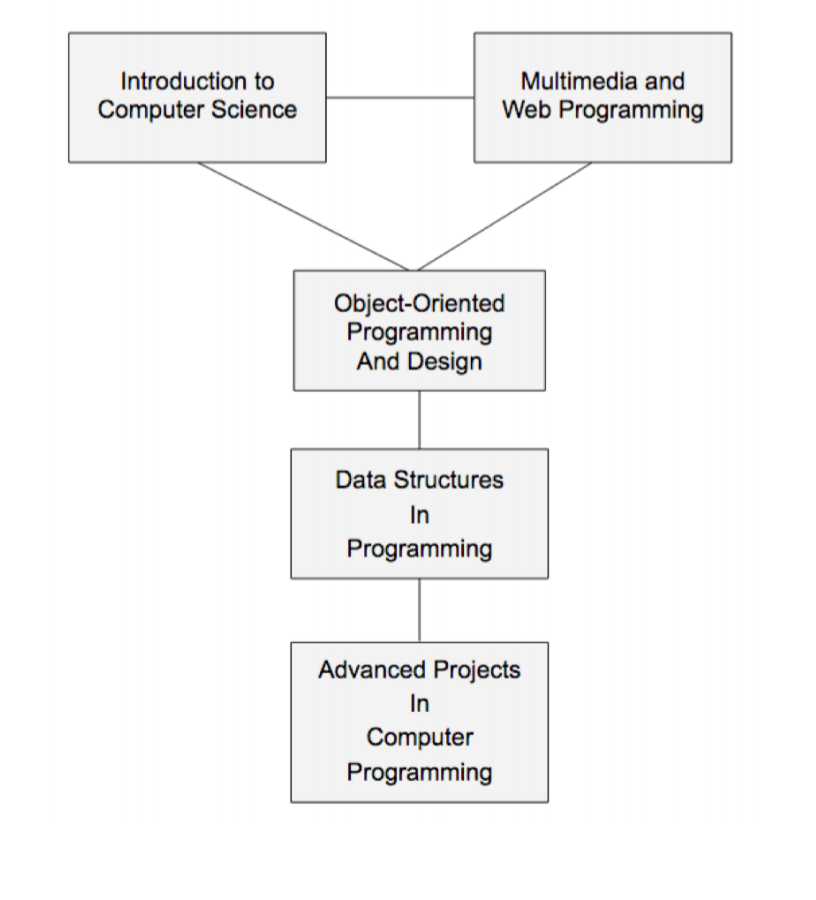 Introduction to
Computer Science
Multimedia and
Web Programming
Object-Oriented
Programming
And Design
Data Structures
In
Programming
Advanced Projects
In
Computer
Programming